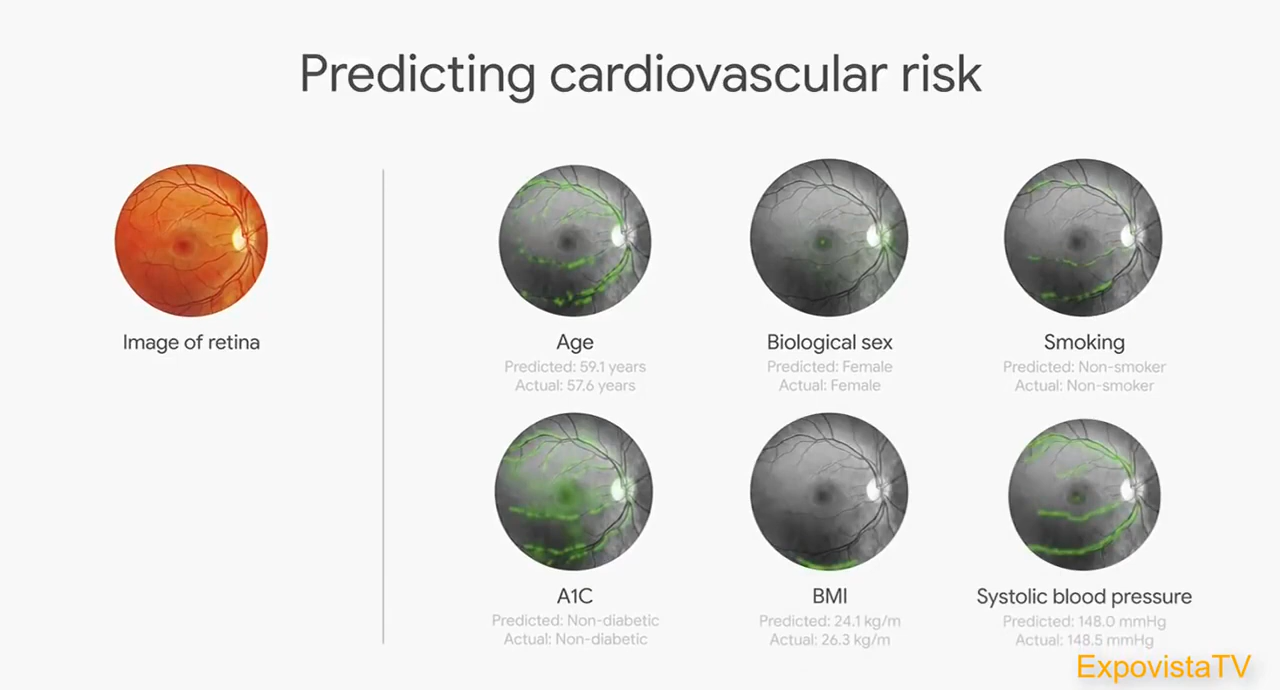 Predicting cardiovascular risk
Image of retina
Age
Predicted: 59.1 years
Actual: 57.6 years
Biological sex
Predicted: Female
Actual: Female
Smoking
Predicted: Non-smoker
Actual: Non-smoker
A1C
Predicted: Non-diabetic
Actual: Non-diabetic
BMI
Predicted: 24.1 kg/m
Actual: 26.3 kg/m
Systolic blood pressure
Predicted: 148.0 mmHg
Actual: 148.5 mmHg
ExpovistaTV